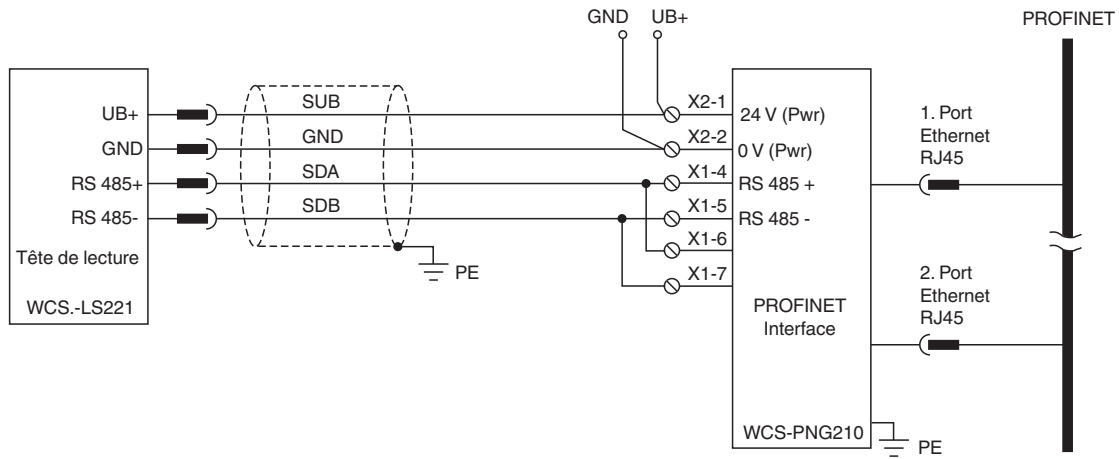 GND UB+
PROFINET
UB+
GND
RS 485+
RS 485-
Tête de lecture
WCS.-LS221
SUB
GND
SDA
SDB
PE
X2-1
X2-2
X1-4
X1-5
X1-6
X1-7
24 V (Pwr)
0 V (Pwr)
RS 485 +
RS 485 -
PROFINET
Interface
WCS-PNG210
PE
1. Port
Ethernet
RJ45
2. Port
Ethernet
RJ45